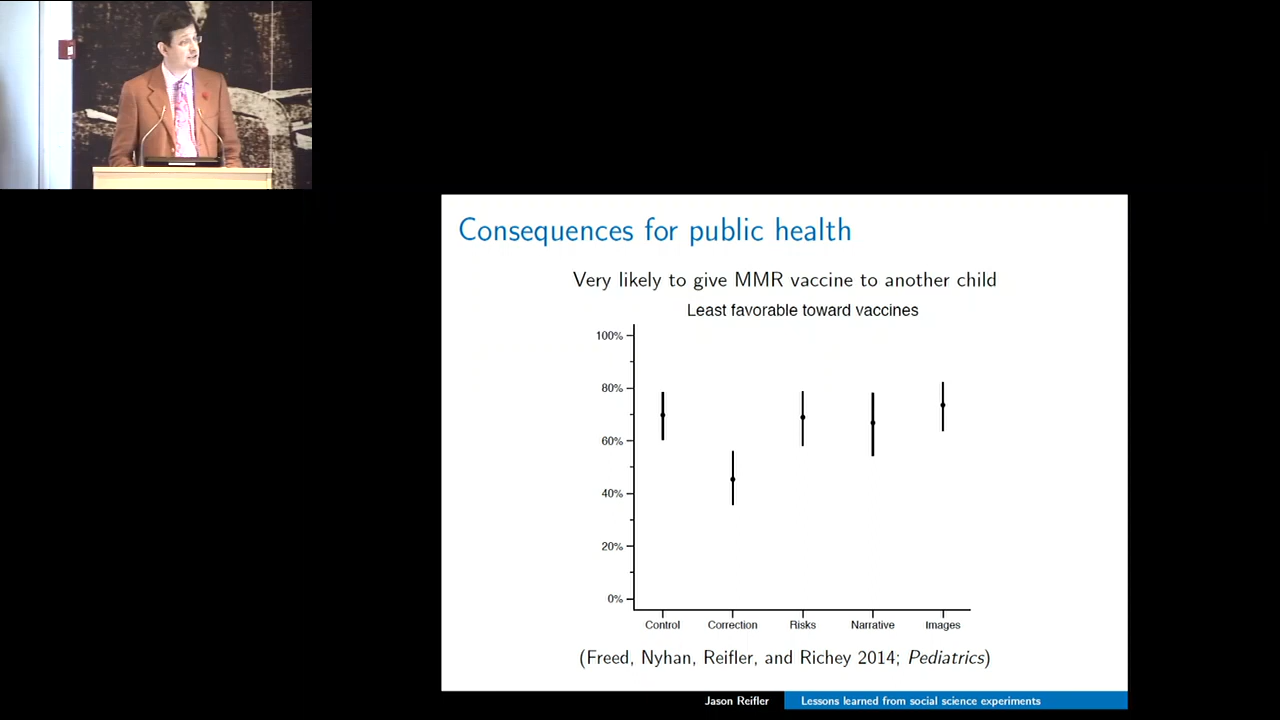 Consequences for public health
Very likely to give MMR vaccine to another child
Least favorable toward vaccines
100%
80%
60%
40%
20%
0%
Control Correction Risks Narrative Images
(Freed, Nyhan, Reifler, and Richey 2014; Pediatrics)
Jason Reifler Lessons learned from social science experiments